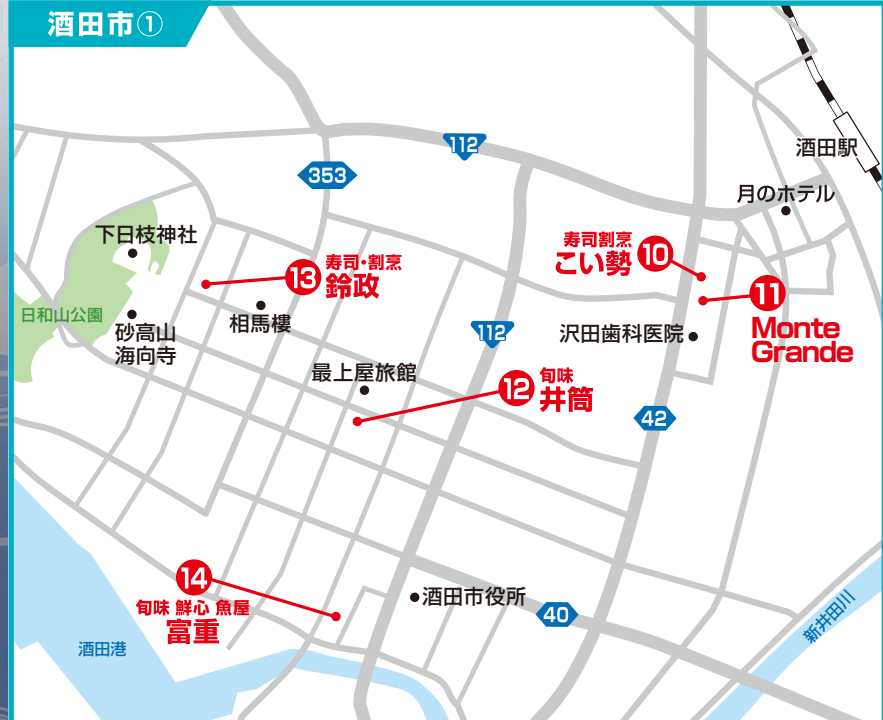 酒田市①
112
353
酒田駅
月のホテル
下日枝神社
寿司割烹
こい勢
10
13
寿司・割烹
鈴政
11
Monte
Grande
日和山公園
砂高山
海向寺
相馬樓
112
沢田歯科医院
最上屋旅館
12
旬味
井筒
42
14
旬味 鮮心 魚屋
富重
酒田市役所
40
新井田川
酒田港